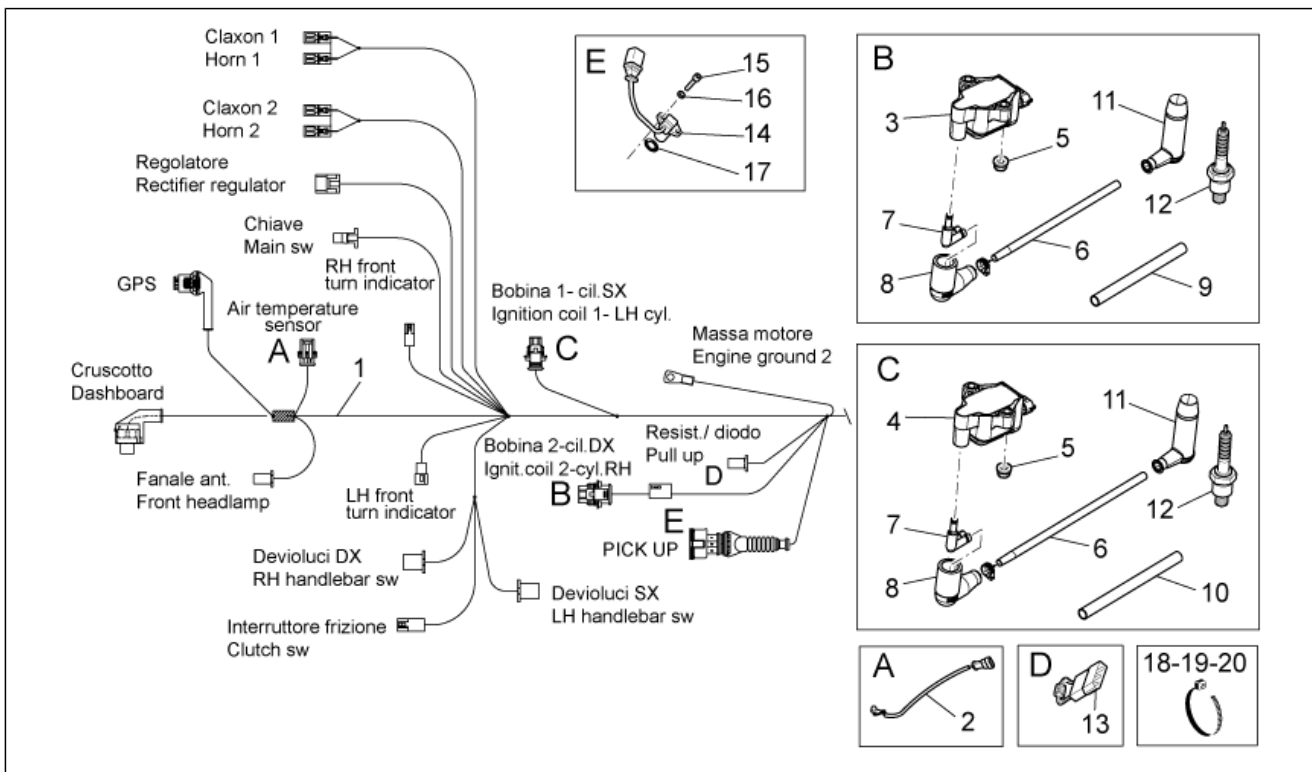 Claxon 1
Horn 1
Claxon 2
Horn 2
Regolatore
Rectifier regulator
Chiave
Main sw
RH front
turn indicator
GPS
Air temperature
sensor
A
Cruscotto
Dashboard
1
Fanale ant.
Front headlamp
LH front
turn indicator
Devioluci DX
RH handlebar sw
Interruttore frizione
Clutch sw
Devioluci SX
LH handlebar sw
Bobina 1- cil.SX
Ignition coil 1- LH cyl.
C
Bobina 2-cil.DX
Ignit.coil 2-cyl.RH
B
Massa motore
Engine ground 2
Resist./ diodo
Pull up
D
E
PICK UP
E
15
16
14
17
B
3
5
11
12
7
6
8
9
C
4
5
11
12
7
6
8
10
A
2
D
13
18-19-20